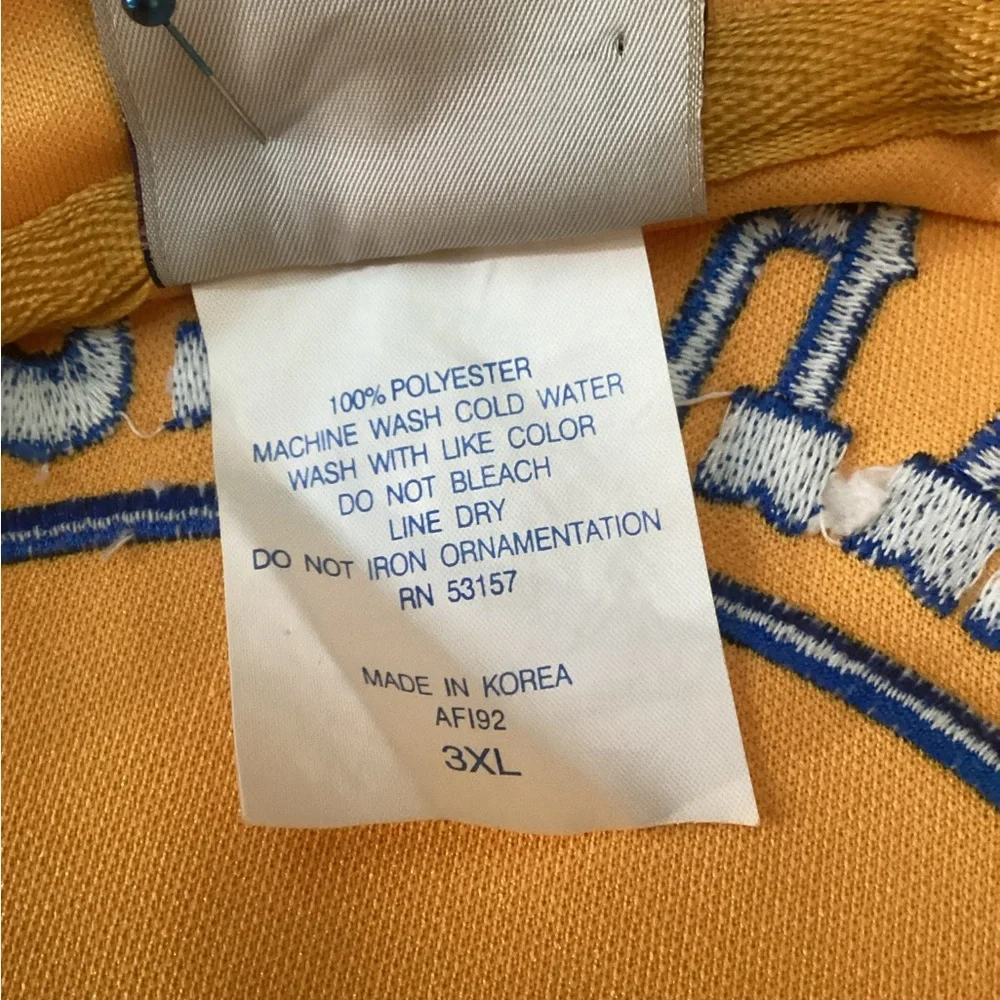 100% POLYESTER
MACHINE WASH COLD WATER
WASH WITH LIKE COLOR
DO NOT BLEACH
LINE DRY
DO NOT IRON ORNAMENTATION
RN 53157
MADE IN KOREA
AFI92
3XL